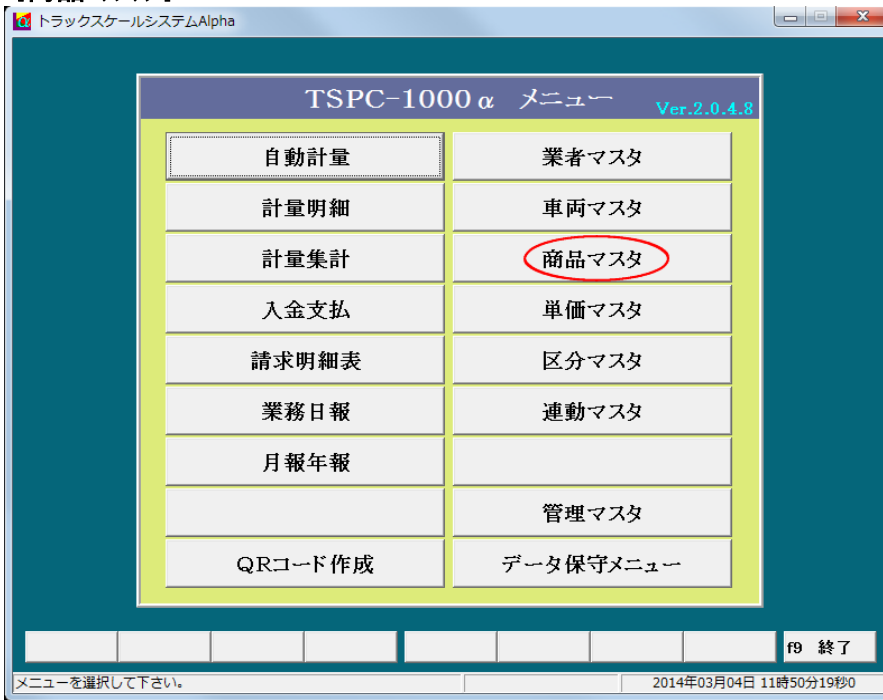 トラックスケールシステムAlpha
TSPC-1000α メニュー Ver.2.0.4.8
自動計量 業者マスタ
計量明細 車両マスタ
計量集計 商品マスタ
入金支払 単価マスタ
請求明細表 区分マスタ
業務日報 連動マスタ
月報年報
管理マスタ
QRコード作成 データ保守メニュー
f9 終了
メニューを選択して下さい。 2014年03月04日 11時50分19秒0